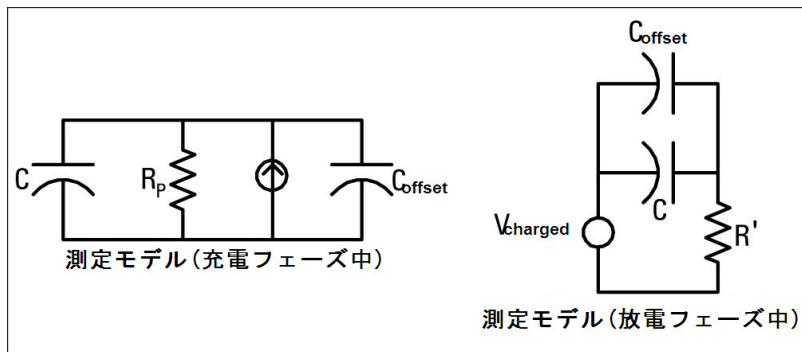 C
RP
Coffset
測定モデル(充電フェーズ中)
Coffset
C
Vcharged
R'
測定モデル(放電フェーズ中)